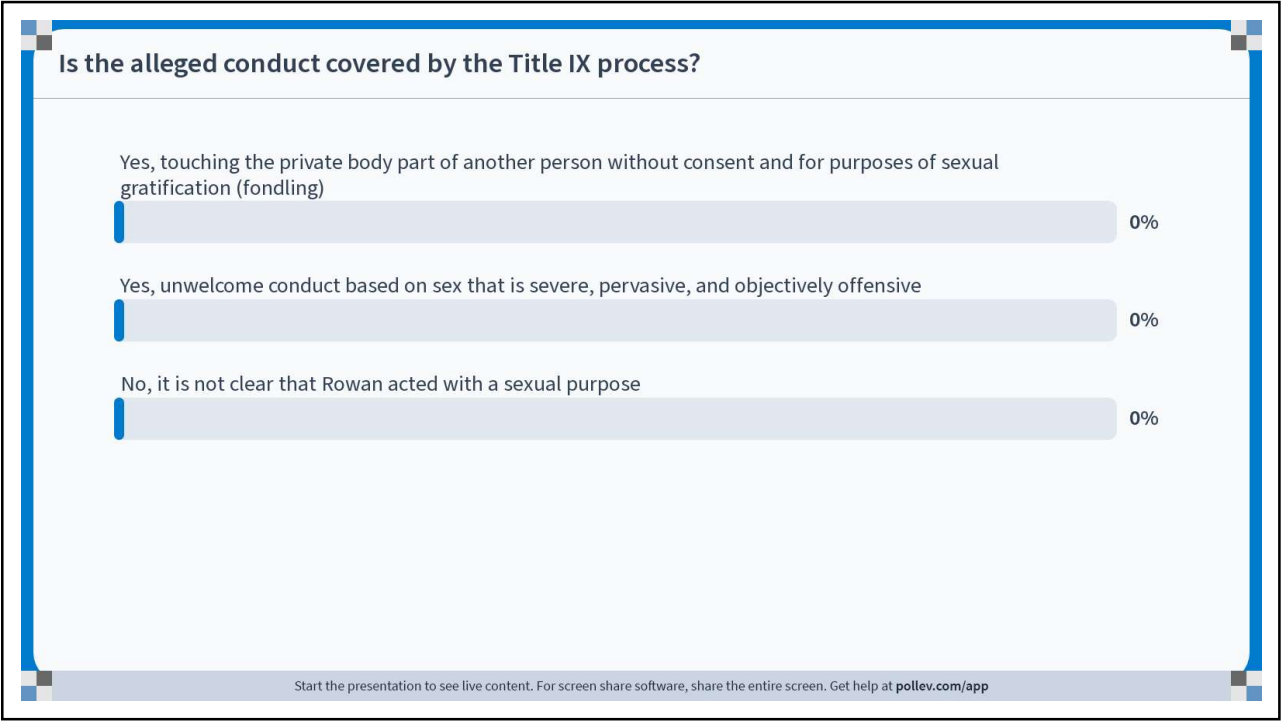 Is the alleged conduct covered by the Title IX process?
Yes, touching the private body part of another person without consent and for purposes of sexual
gratification (fondling)
0%
Yes, unwelcome conduct based on sex that is severe, pervasive, and objectively offensive
0%
No, it is not clear that Rowan acted with a sexual purpose
0%
Start the presentation to see live content. For screen share software, share the entire screen. Get help at pollev.com/app